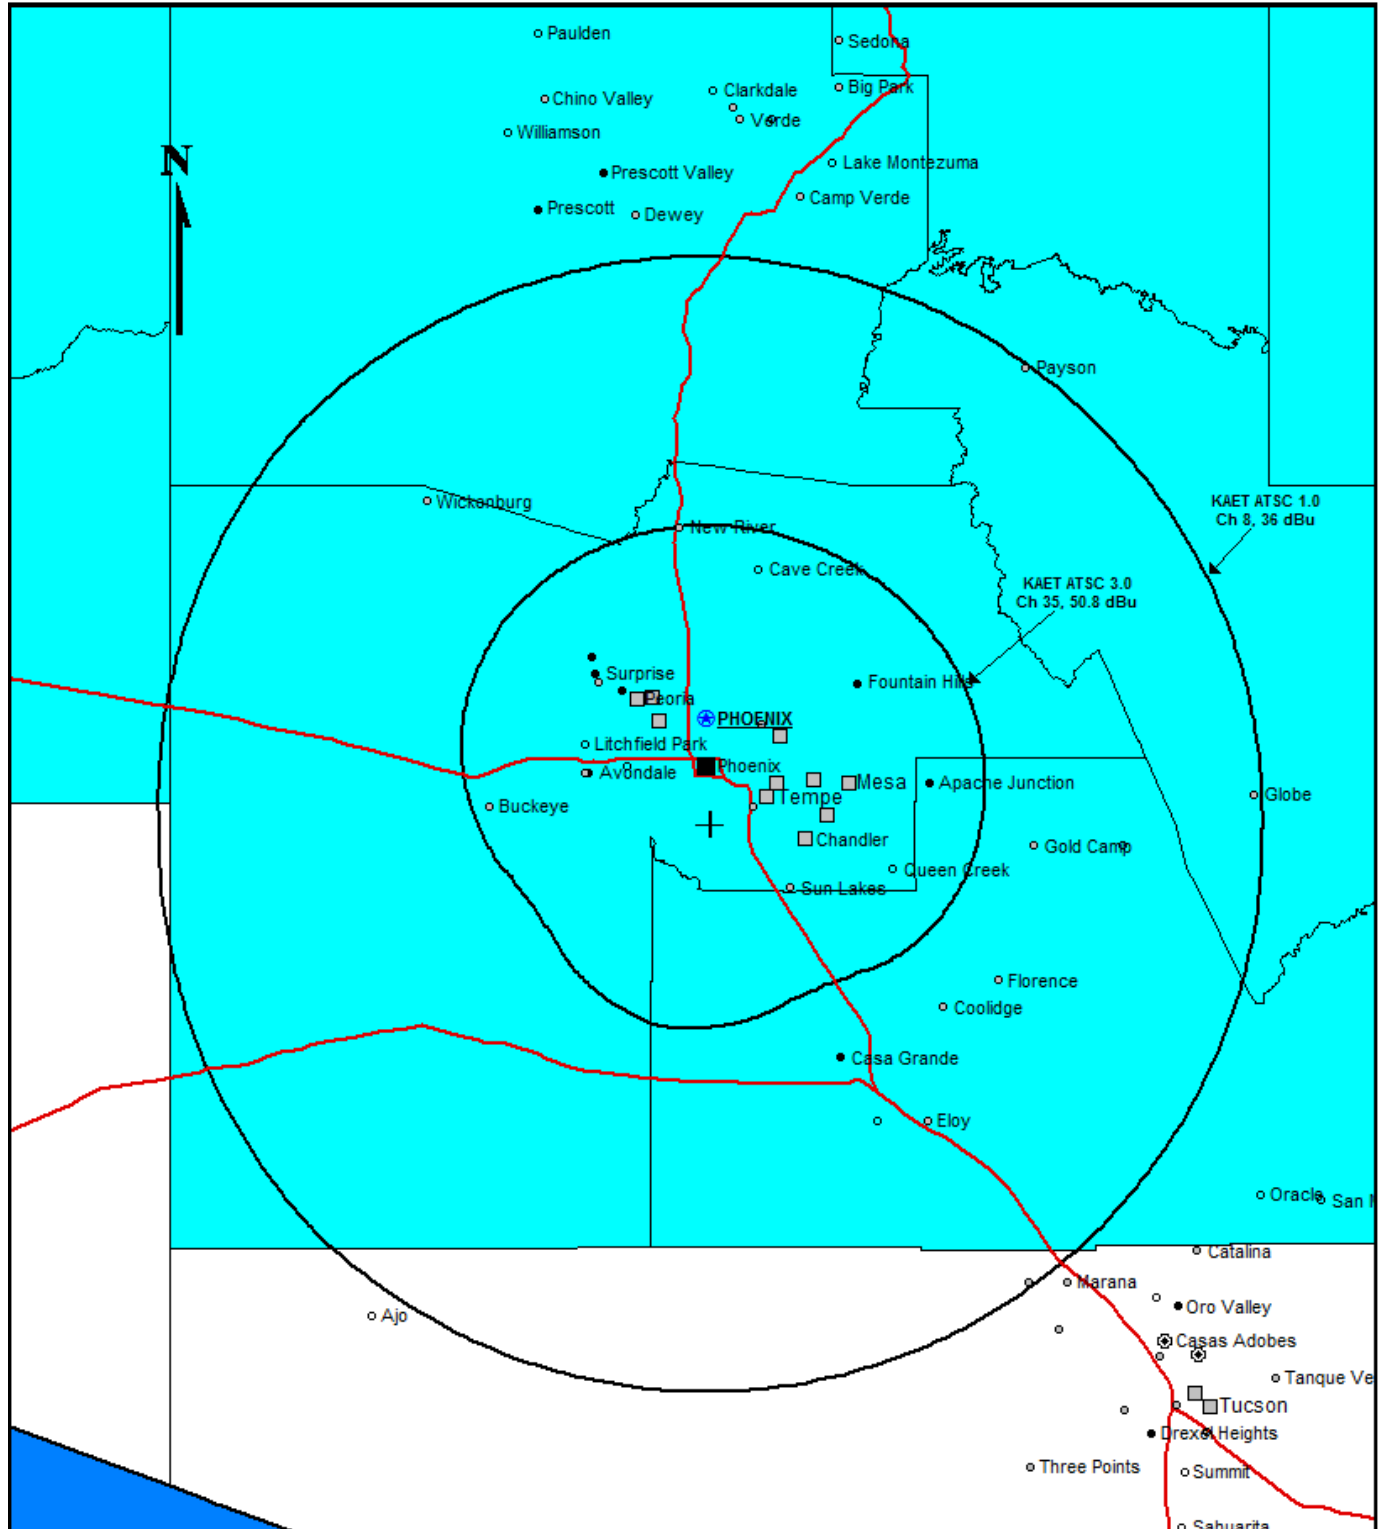 Paulden
Sedona
Clarkdale
Big Park
Chino Valley
Verde
Williamson
N
Lake Montezuma
Prescott Valley
Camp Verde
Prescott
Dewey
Payson
Wickenburg
KAET ATSC 1.0
Ch 8, 36 dBu
New River
Cave Creek
KAET ATSC 3.0
Ch 35, 50.8 dBu
Surprise
Fountain Hills
Peoria
PHOENIX
Litchfield Park
Phoenix
Avondale
Mesa
Apache Junction
Tempe
Globe
Buckeye
Chandler
Gold Camp
Queen Creek
Sun Lakes
Florence
Coolidge
Casa Grande
Eloy
Oracle
San M
Catalina
Marana
Oro Valley
Ajo
Casas Adobes
Tanque Ve
Tucson
Drexel Heights
Three Points
Summit
Sahuarita